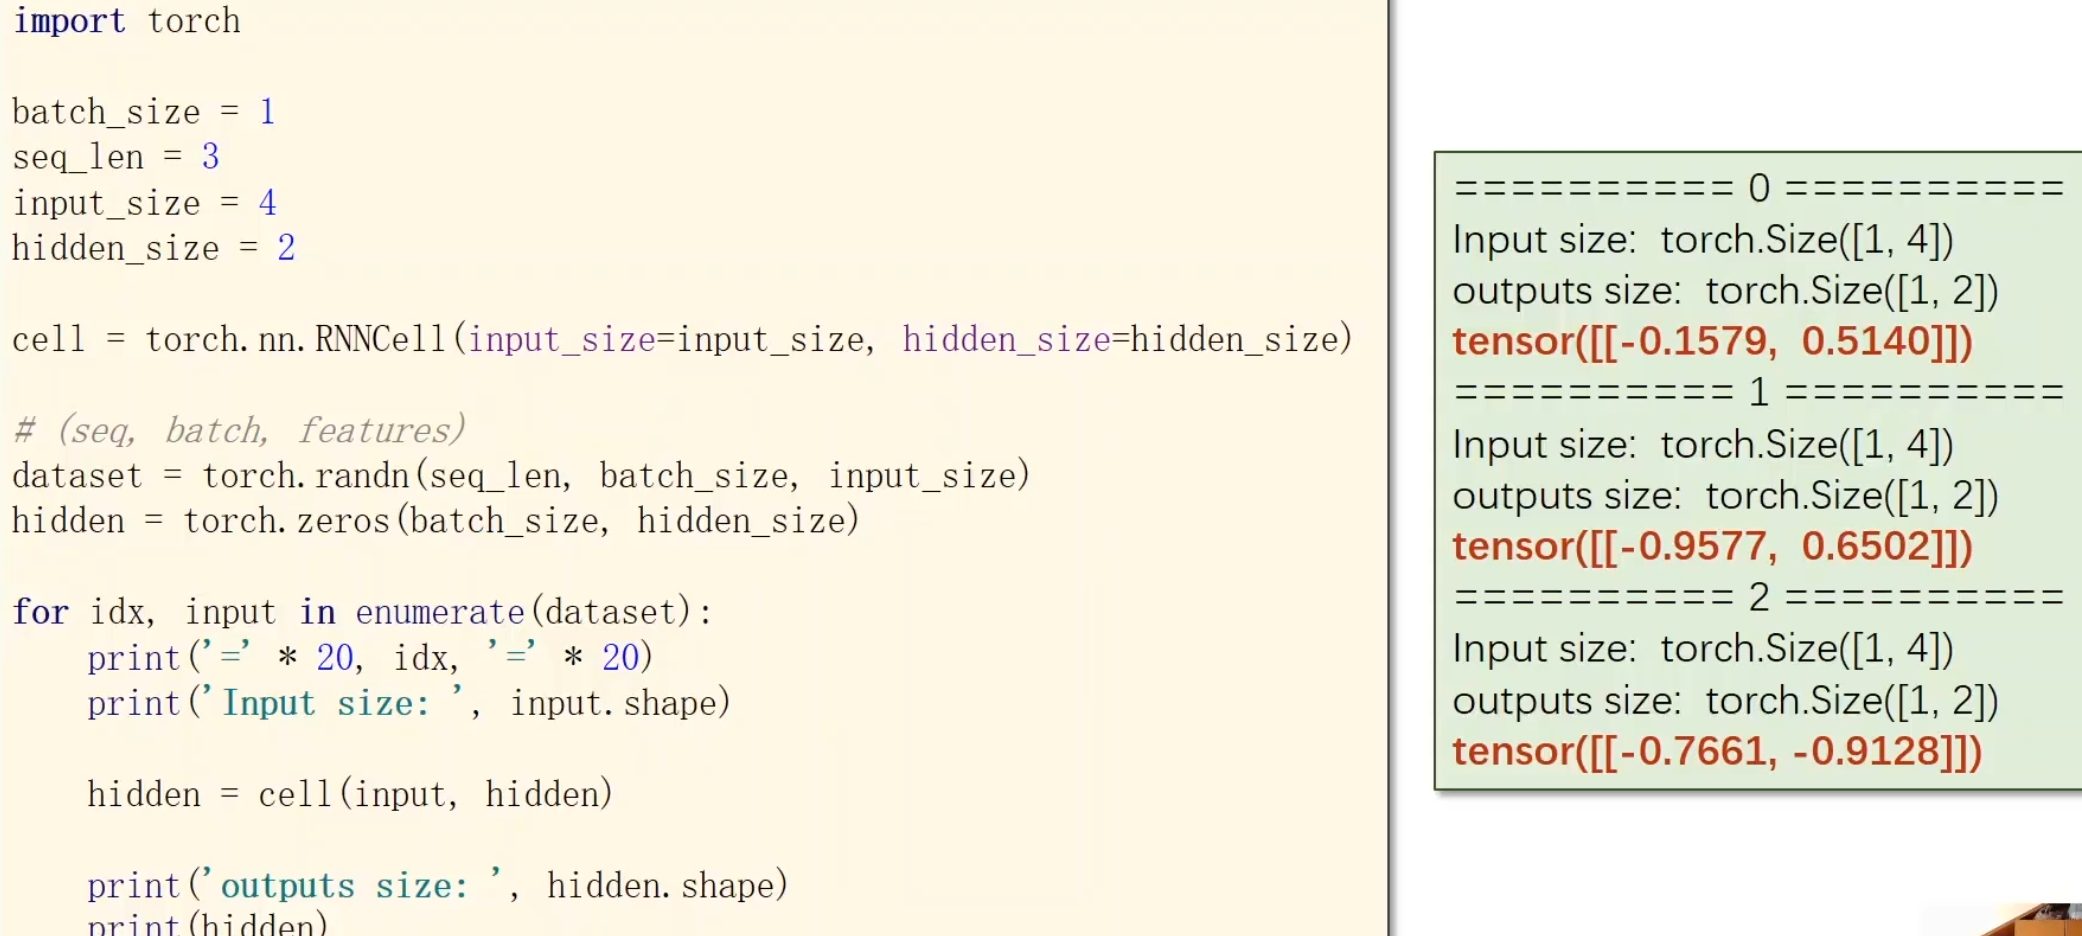 import torch
batch_size = 1
seq_len = 3
input_size = 4
hidden_size = 2
cell = torch.nn.RNNCell(input_size=input_size, hidden_size=hidden_size)
# (seq, batch, features)
dataset = torch.randn(seq_len, batch_size, input_size)
hidden = torch.zeros(batch_size, hidden_size)
for idx, input in enumerate(dataset):
    print('=' * 20, idx, '=' * 20)
    print('Input size: ', input.shape)
    hidden = cell(input, hidden)
    print('outputs size: ', hidden.shape)
    print(hidden)
========== 0 ==========
Input size:  torch.Size([1, 4])
outputs size:  torch.Size([1, 2])
tensor([[-0.1579,  0.5140]])
========== 1 ==========
Input size:  torch.Size([1, 4])
outputs size:  torch.Size([1, 2])
tensor([[-0.9577,  0.6502]])
========== 2 ==========
Input size:  torch.Size([1, 4])
outputs size:  torch.Size([1, 2])
tensor([[-0.7661, -0.9128]])